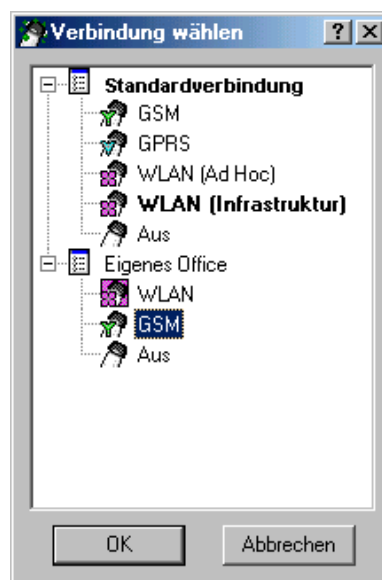 Verbindung wählen
Standardverbindung
GSM
GPRS
WLAN (Ad Hoc)
WLAN (Infrastruktur)
Aus
Eigenes Office
WLAN
GSM
Aus
OK Abbrechen